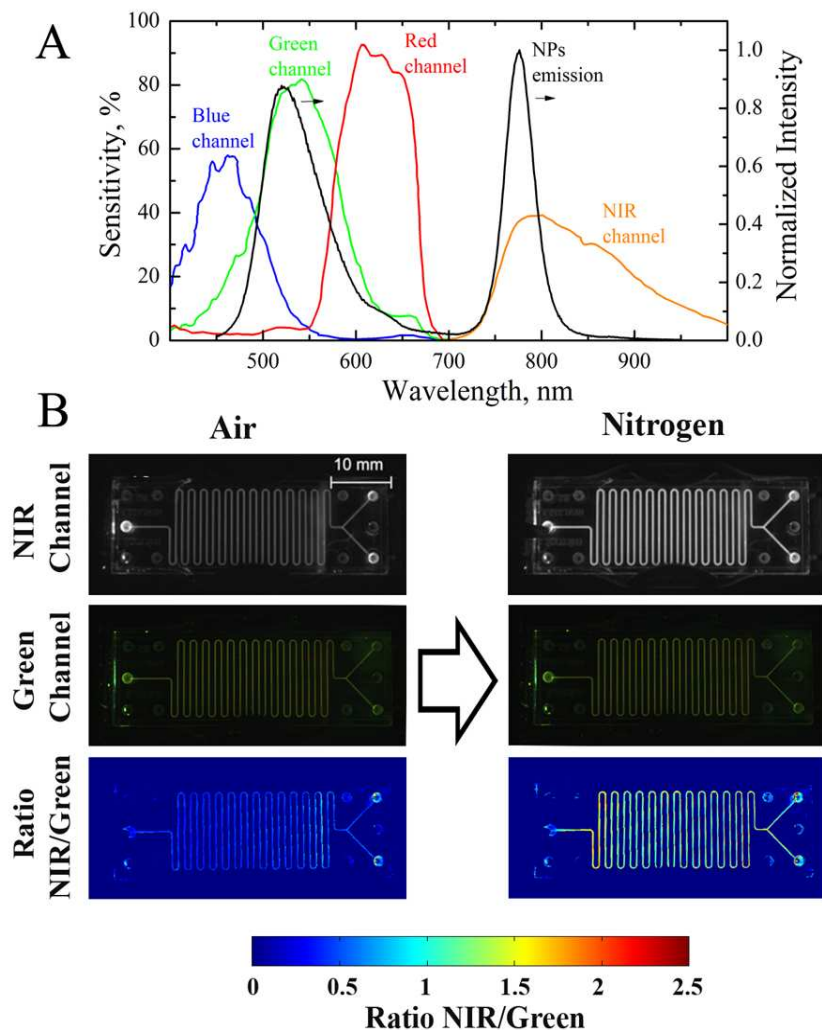 A
Sensitivity, %
100
80
60
40
20
0
Blue
channel
Green
channel
Red
channel
NPs
emission
NIR
channel
1.0
0.8
0.6
0.4
0.2
0.0
Normalized Intensity
500
600
700
800
900
Wavelength, nm
B
Air
Nitrogen
10 mm
NIR
Channel
Green
Channel
Ratio
NIR/Green
0
0.5
1
1.5
2
2.5
Ratio NIR/Green